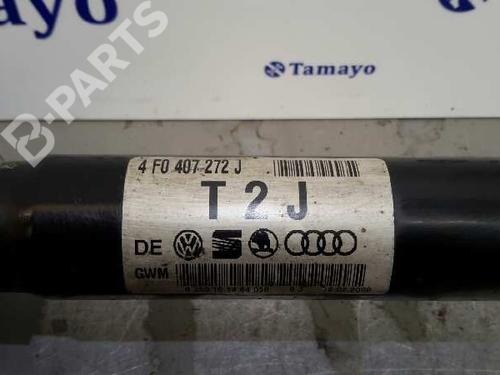 B-PARTS
Tamayo
4 F0 407 272 J
T 2 J
DE
GWM